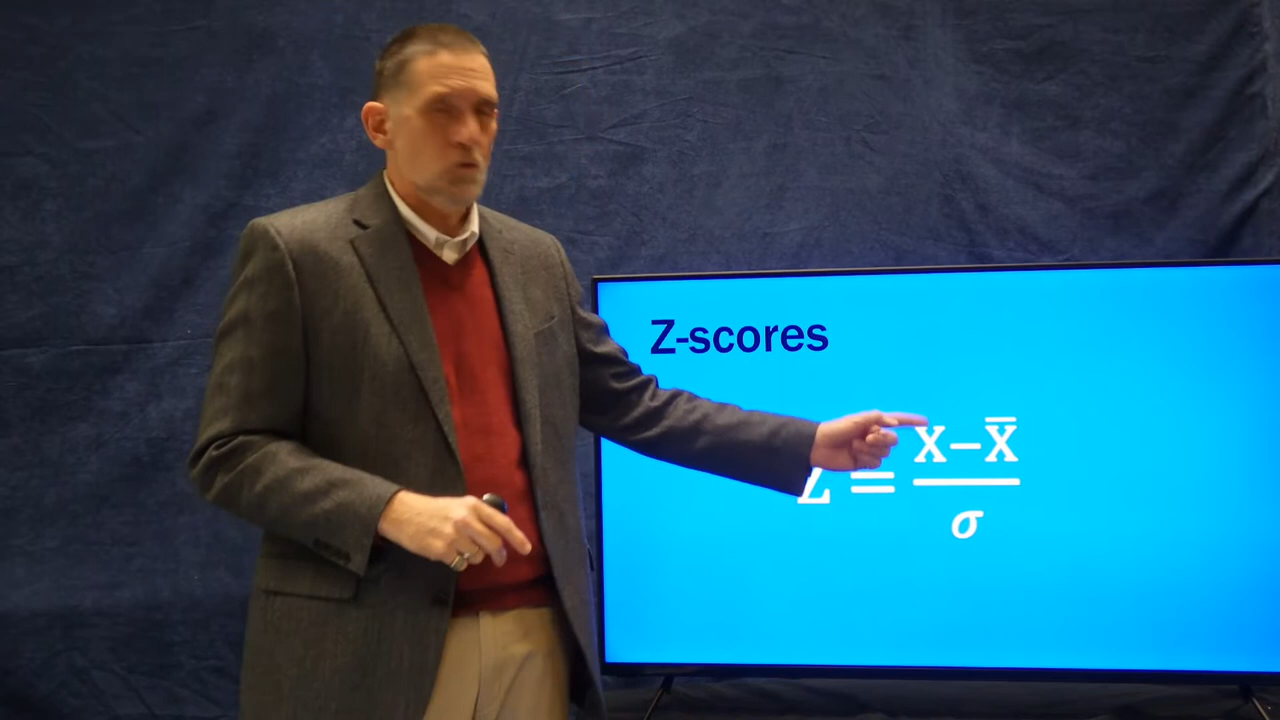 Z-scores
Z = x–x̄
σ